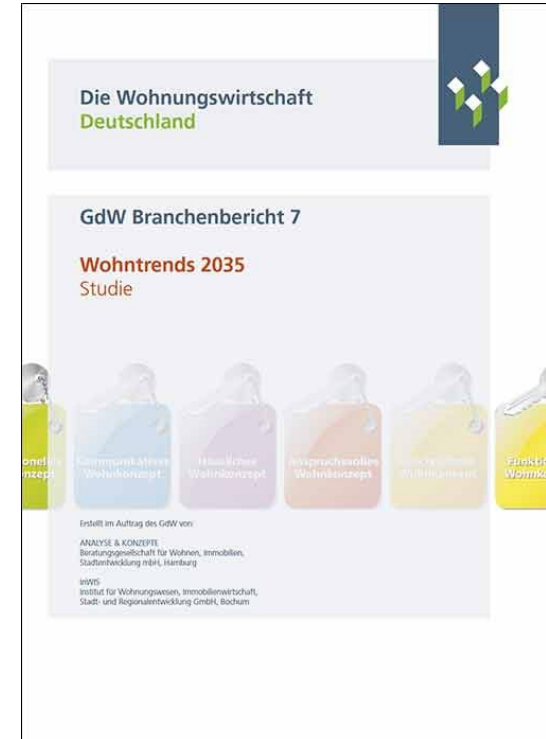 Die Wohnungswirtschaft
Deutschland
GdW Branchenbericht 7
Wohntrends 2035
Studie
Kommunikatives
Wohnkonzept
Häusliches
Wohnkonzept
Anspruchsvolles
Wohnkonzept
Wohnkonzept
Erstellt im Auftrag des GdW von:
ANALYSE & KONZEPTE
Beratungsgesellschaft für Wohnen, Immobilien,
Stadtentwicklung mbH, Hamburg
InWIS
Institut für Wohnungswesen, Immobilienwirtschaft,
Stadt- und Regionalentwicklung GmbH, Bochum